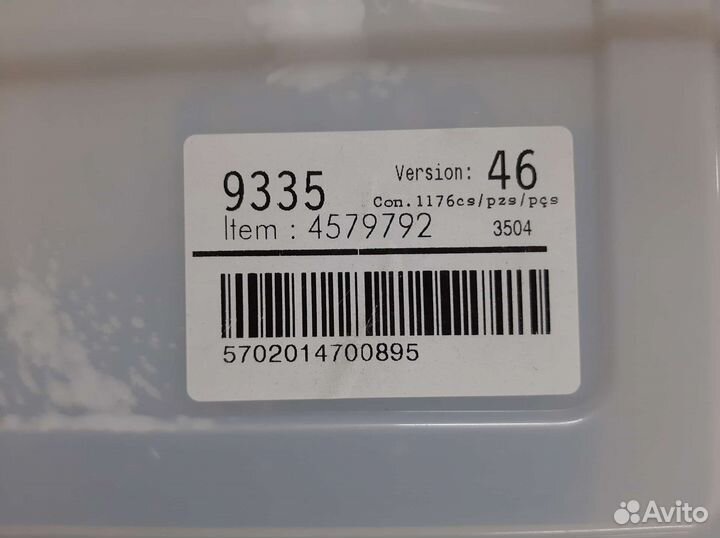 9335 Version: 46
Con.1176cs/pzs/pçs
Item : 4579792 3504
5702014700895
Avito